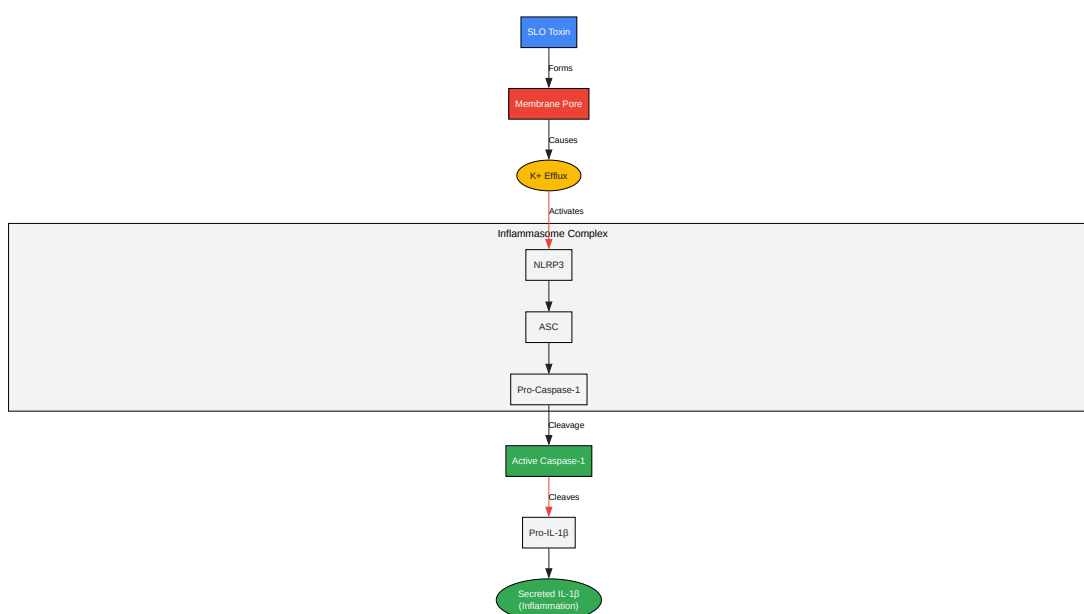 SLO Toxin
Forms
Membrane Pore
Causes
K+ Efflux
Activates
Inflammasome Complex
NLRP3
ASC
Pro-Caspase-1
Cleavage
Active Caspase-1
Cleaves
Pro-IL-1β
Secreted IL-1β
(Inflammation)